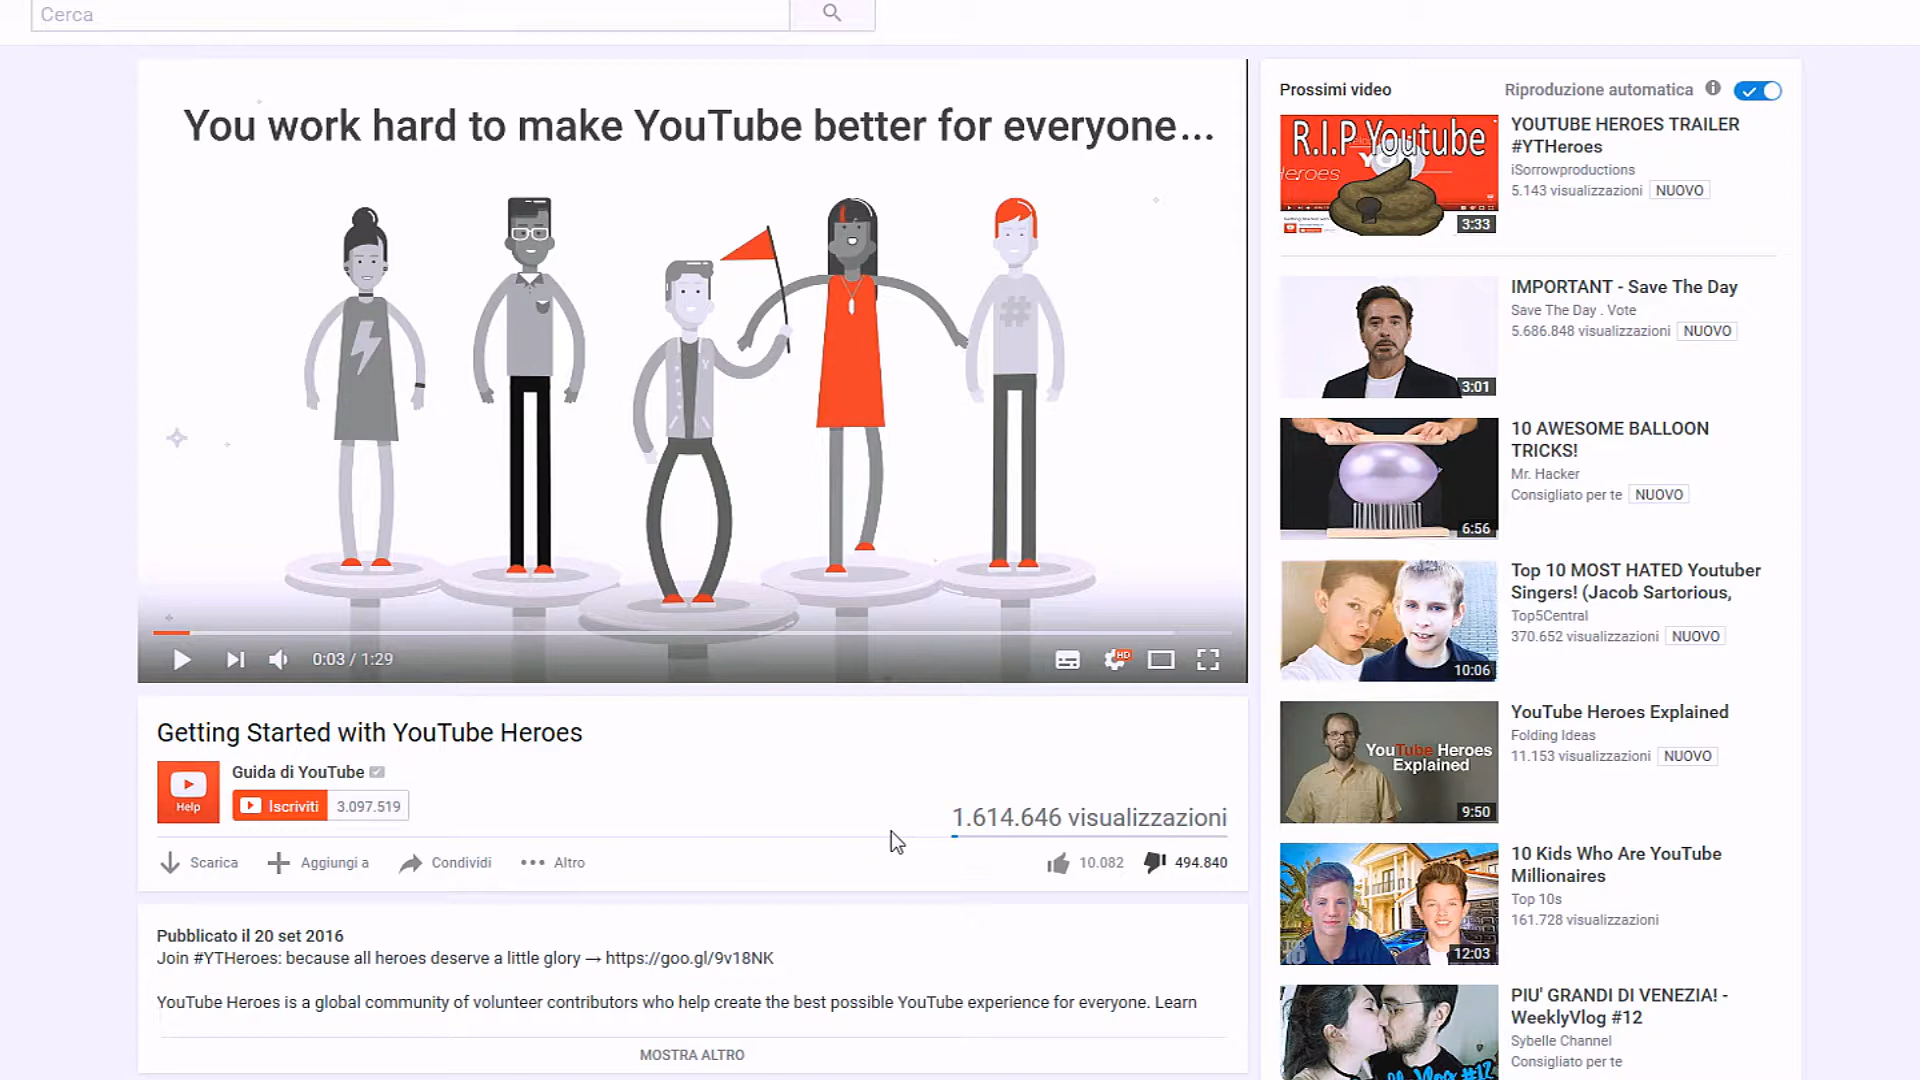 Cerca
You work hard to make YouTube better for everyone...
0:03 / 1:29
HD
Getting Started with YouTube Heroes
Help
Guida di YouTube
Iscriviti
3.097.519
1.614.646 visualizzazioni
Scarica
Aggiungi a
Condividi
Altro
10.082
494.840
Pubblicato il 20 set 2016
Join #YTHeroes: because all heroes deserve a little glory → https://goo.gl/9v18NK
YouTube Heroes is a global community of volunteer contributors who help create the best possible YouTube experience for everyone. Learn
MOSTRA ALTRO
Prossimi video
Riproduzione automatica
R.I.P Youtube
3:33
YOUTUBE HEROES TRAILER
#YTHeroes
iSorrowproductions
5.143 visualizzazioni
NUOVO
3:01
IMPORTANT - Save The Day
Save The Day . Vote
5.686.848 visualizzazioni
NUOVO
6:56
10 AWESOME BALLOON
TRICKS!
Mr. Hacker
Consigliato per te
NUOVO
10:06
Top 10 MOST HATED Youtuber
Singers! (Jacob Sartorious,
Top5Central
370.652 visualizzazioni
NUOVO
YouTube Heroes
Explained
9:50
YouTube Heroes Explained
Folding Ideas
11.153 visualizzazioni
NUOVO
12:03
10 Kids Who Are YouTube
Millionaires
Top 10s
161.728 visualizzazioni
PIU' GRANDI DI VENEZIA! -
WeeklyVlog #12
Sybelle Channel
Consigliato per te